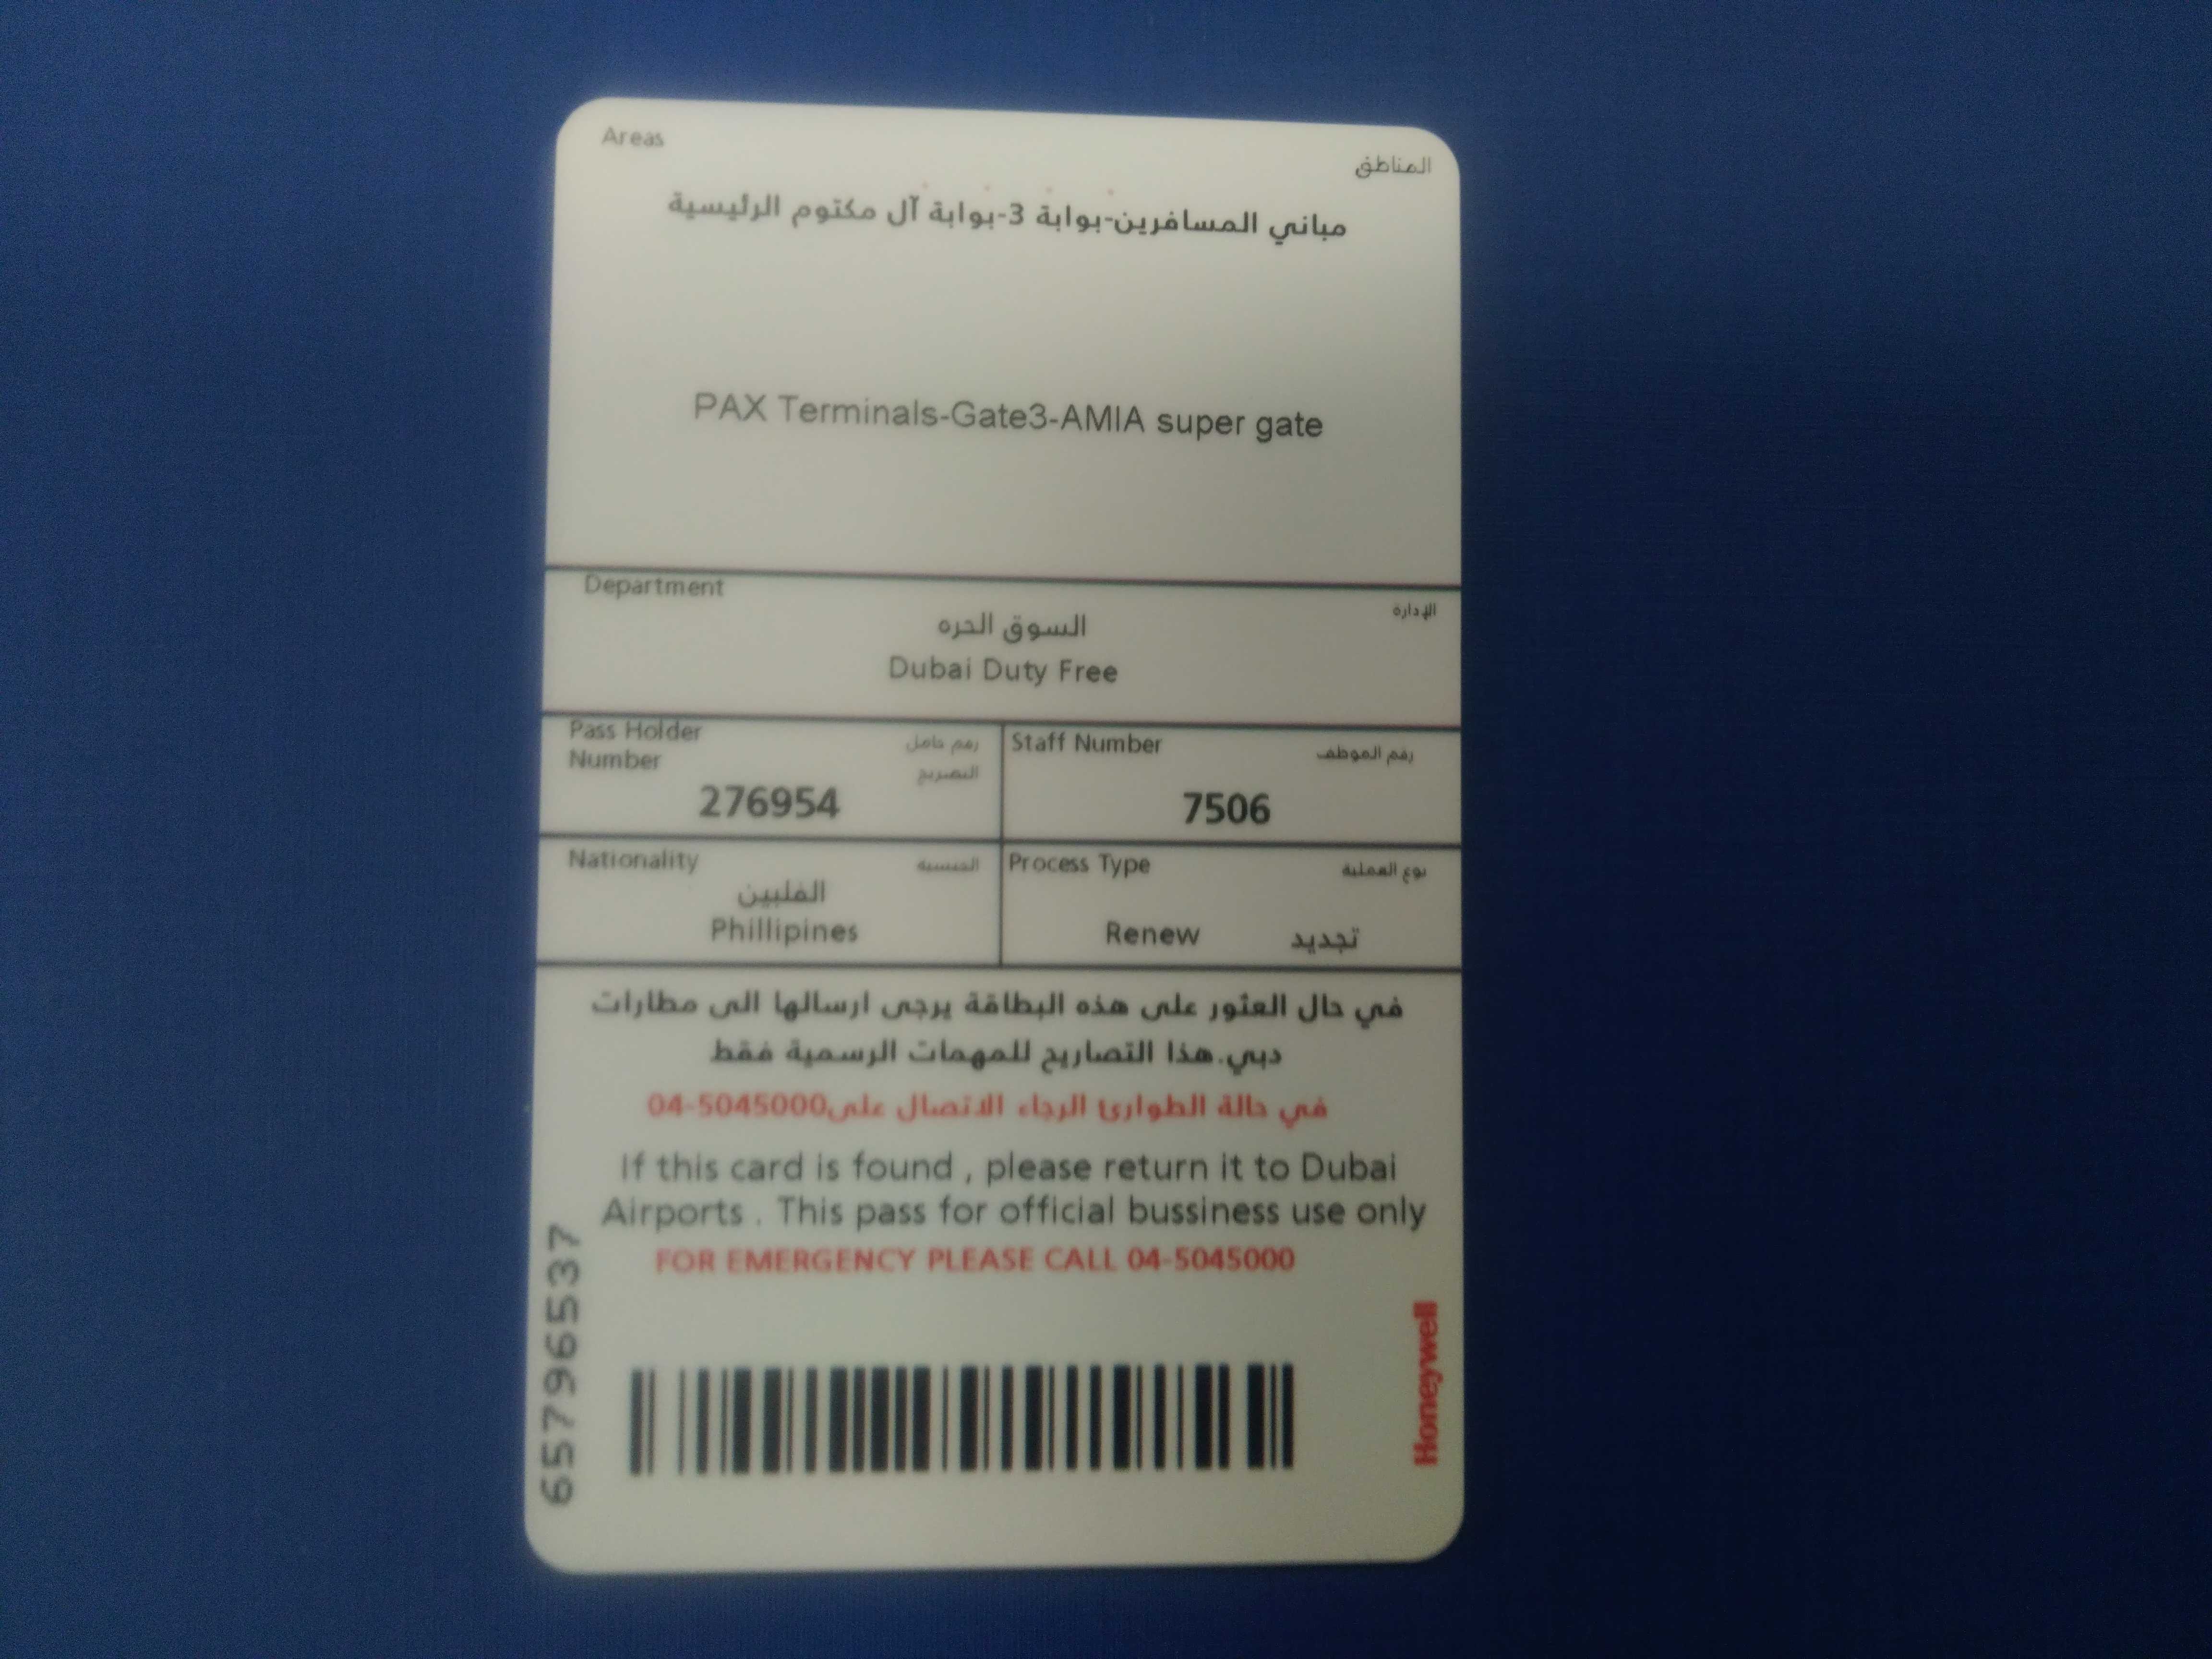 Areas
المناطق
مباني المسافرين-بوابة 3-بوابة آل مكتوم الرئيسية
PAX Terminals-Gate3-AMIA super gate
Department
الإدارة
السوق الحره
Dubai Duty Free
Pass Holder
Number
رقم حامل
التصريح
276954
Staff Number
رقم الموظف
7506
Nationality
الجنسية
الفلبين
Phillipines
Process Type
نوع العملية
Renew تجديد
في حال العثور على هذه البطاقة يرجى ارسالها الى مطارات
دبي.هذا التصاريح للمهمات الرسمية فقط
في حالة الطوارئ الرجاء الاتصال على04-5045000
If this card is found , please return it to Dubai
Airports . This pass for official bussiness use only
FOR EMERGENCY PLEASE CALL 04-5045000
65796537
Honeywell